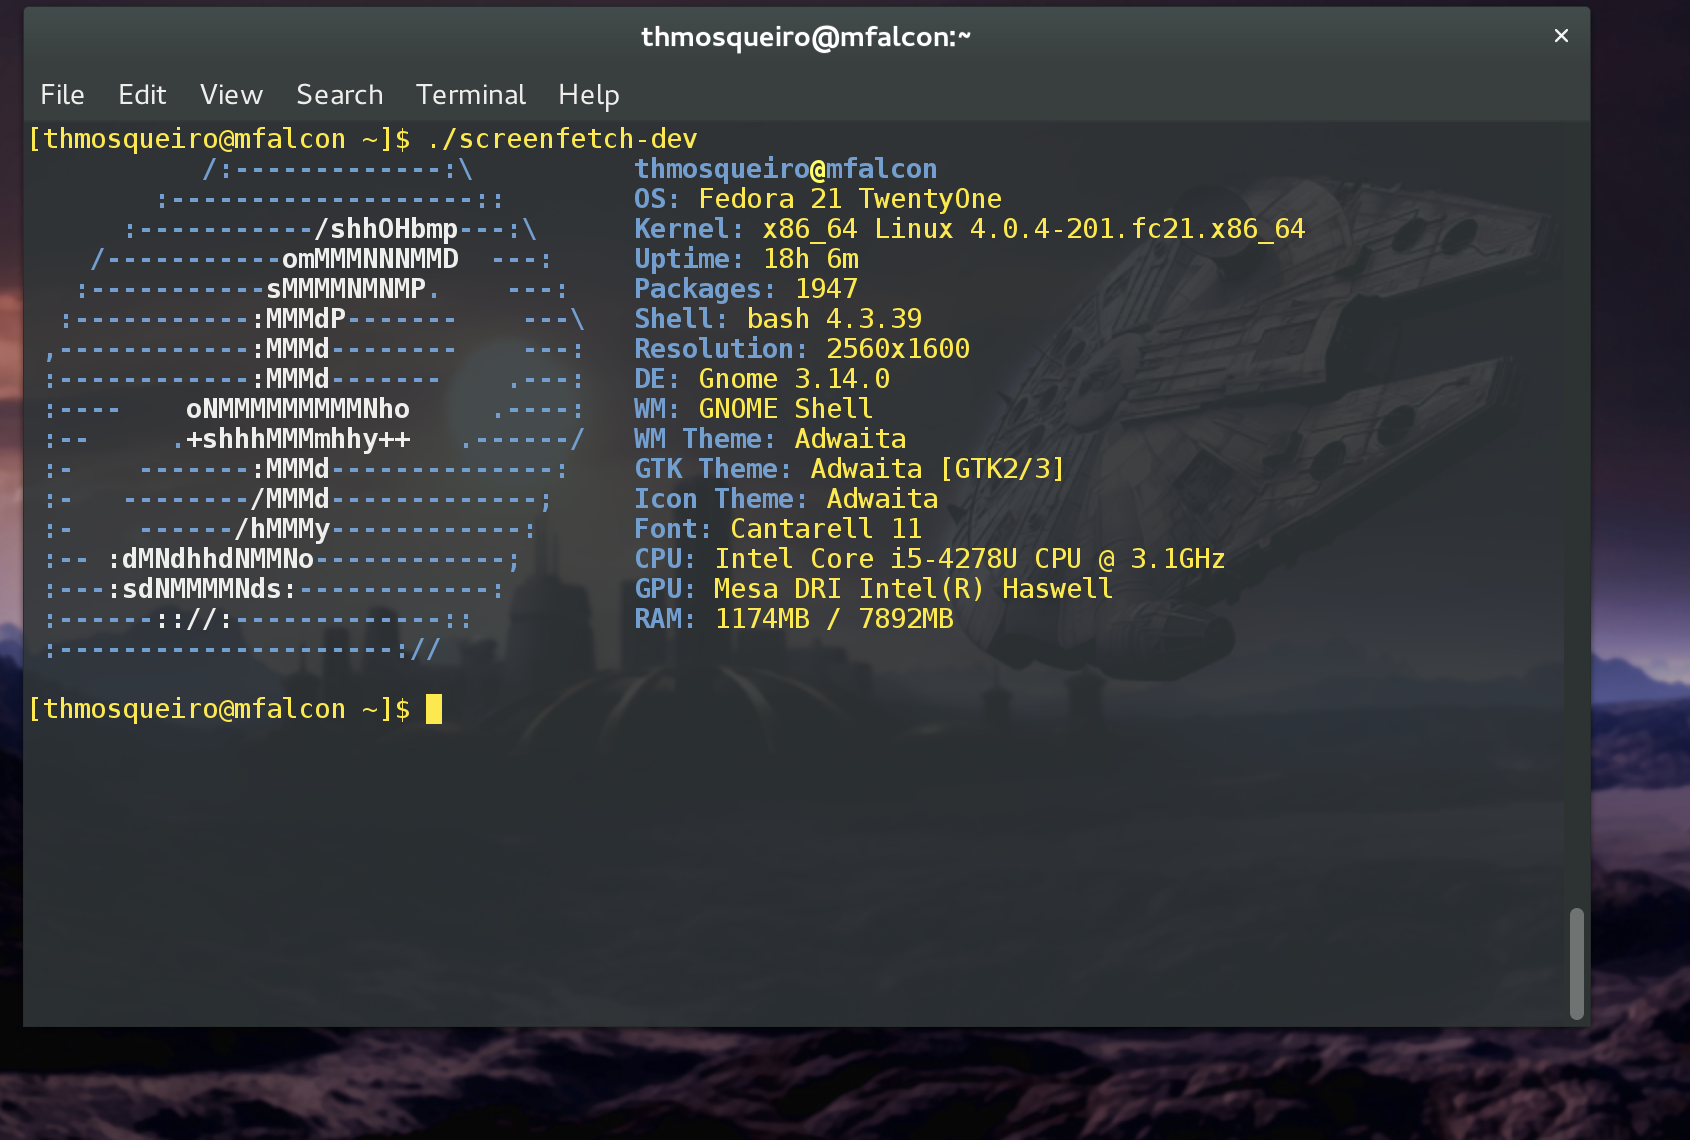 thmosqueiro@mfalcon:~ ×
File Edit View Search Terminal Help
[thmosqueiro@mfalcon ~]$ ./screenfetch-dev
           /:-------------:\          thmosqueiro@mfalcon
        :-------------------::        OS: Fedora 21 TwentyOne
      :-----------/shhOHbmp---:\      Kernel: x86_64 Linux 4.0.4-201.fc21.x86_64
    /-----------omMMMNNNMMD  ---:     Uptime: 18h 6m
   :-----------sMMMMNMNMP.    ---:    Packages: 1947
  :-----------:MMMdP-------    ---\   Shell: bash 4.3.39
 ,------------:MMMd--------    ---:   Resolution: 2560x1600
 :------------:MMMd-------    .---:   DE: Gnome 3.14.0
 :----    oNMMMMMMMMMNho     .----:   WM: GNOME Shell
 :--     .+shhhMMMmhhy++   .------/   WM Theme: Adwaita
 :-    -------:MMMd--------------:    GTK Theme: Adwaita [GTK2/3]
 :-   --------/MMMd-------------;     Icon Theme: Adwaita
 :-    ------/hMMMy------------:      Font: Cantarell 11
 :-- :dMNdhhdNMMNo------------;       CPU: Intel Core i5-4278U CPU @ 3.1GHz
 :---:sdNMMMMNds:------------:        GPU: Mesa DRI Intel(R) Haswell
 :------:://:-------------::          RAM: 1174MB / 7892MB
 :---------------------://
[thmosqueiro@mfalcon ~]$